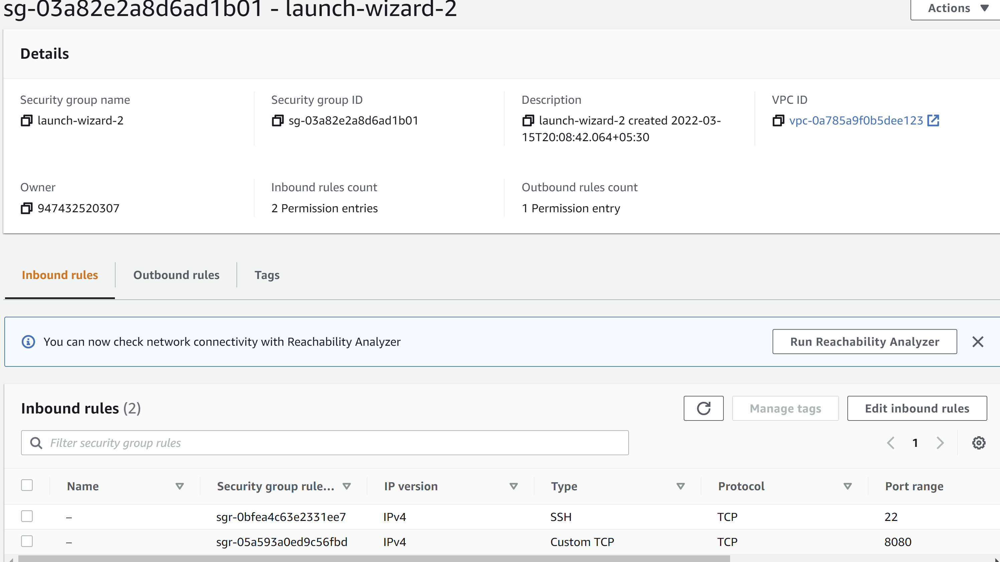 sg-03a82e2a8d6ad1b01 - launch-wizard-2
Actions
Details
Security group name
launch-wizard-2
Security group ID
sg-03a82e2a8d6ad1b01
Description
launch-wizard-2 created 2022-03-
15T20:08:42.064+05:30
VPC ID
vpc-0a785a9f0b5dee123
Owner
947432520307
Inbound rules count
2 Permission entries
Outbound rules count
1 Permission entry
Inbound rules
Outbound rules
Tags
You can now check network connectivity with Reachability Analyzer
Run Reachability Analyzer
Inbound rules (2)
Manage tags
Edit inbound rules
Filter security group rules
1
Name Security group rule... IP version Type Protocol Port range
– sgr-0bfea4c63e2331ee7 IPv4 SSH TCP 22
– sgr-05a593a0ed9c56fbd IPv4 Custom TCP TCP 8080